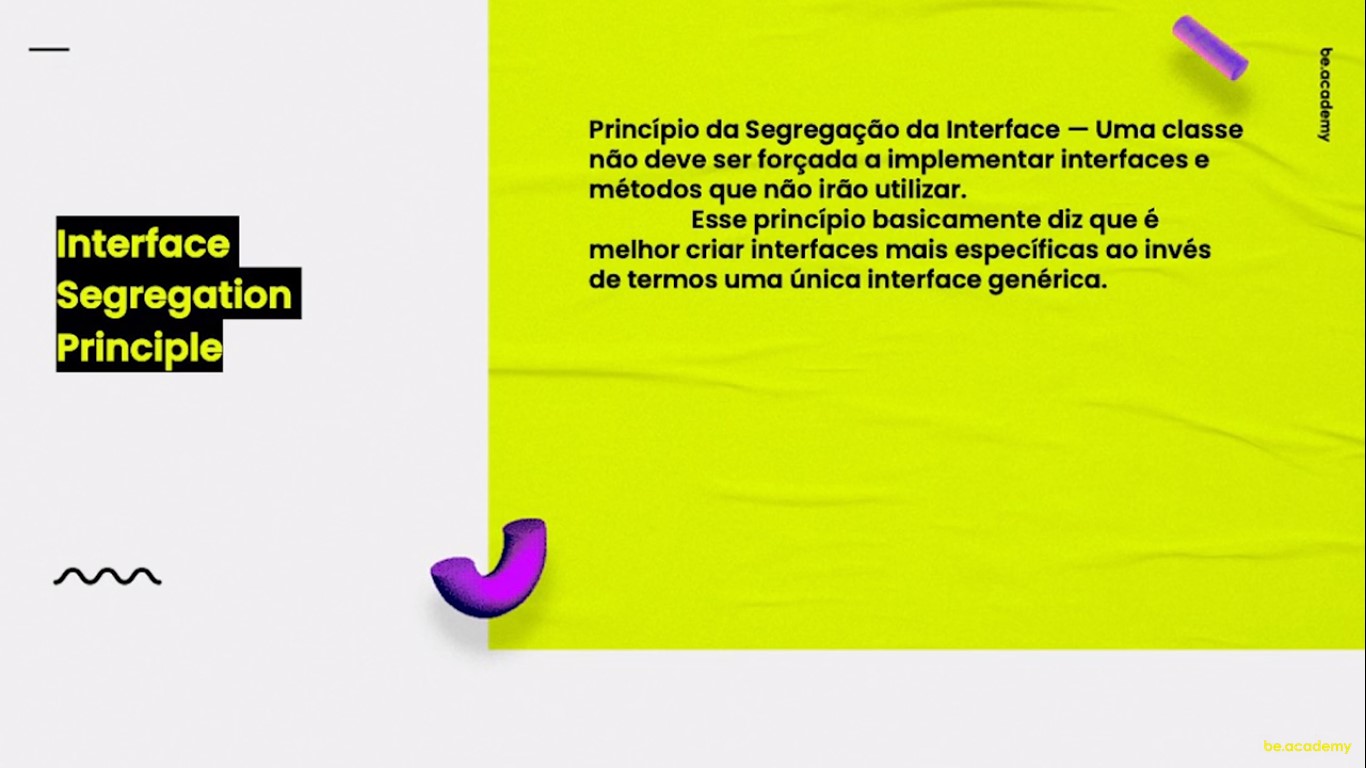 Interface
Segregation
Principle
Princípio da Segregação da Interface — Uma classe
não deve ser forçada a implementar interfaces e
métodos que não irão utilizar.
Esse princípio basicamente diz que é
melhor criar interfaces mais específicas ao invés
de termos uma única interface genérica.
be.academy
be.academy